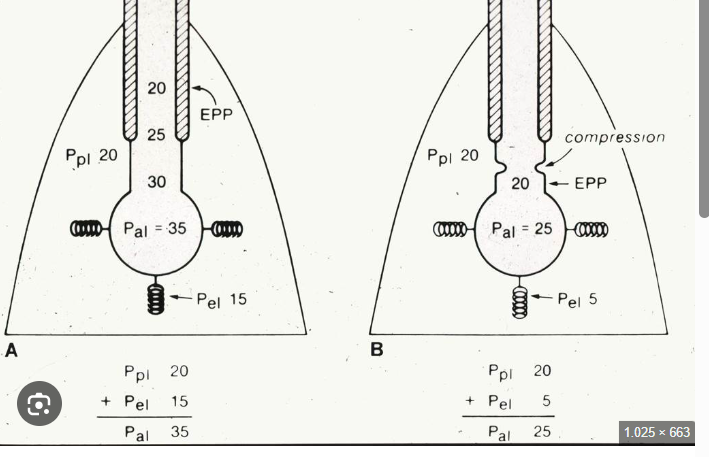 20
EPP
25
Ppl 20
30
Pal = 35
Pel 15
A
Ppl 20
+ Pel 15
Pal 35
compression
Ppl 20
20
EPP
Pal = 25
Pel 5
B
Ppl 20
+ Pel 5
Pal 25
1.025 × 663